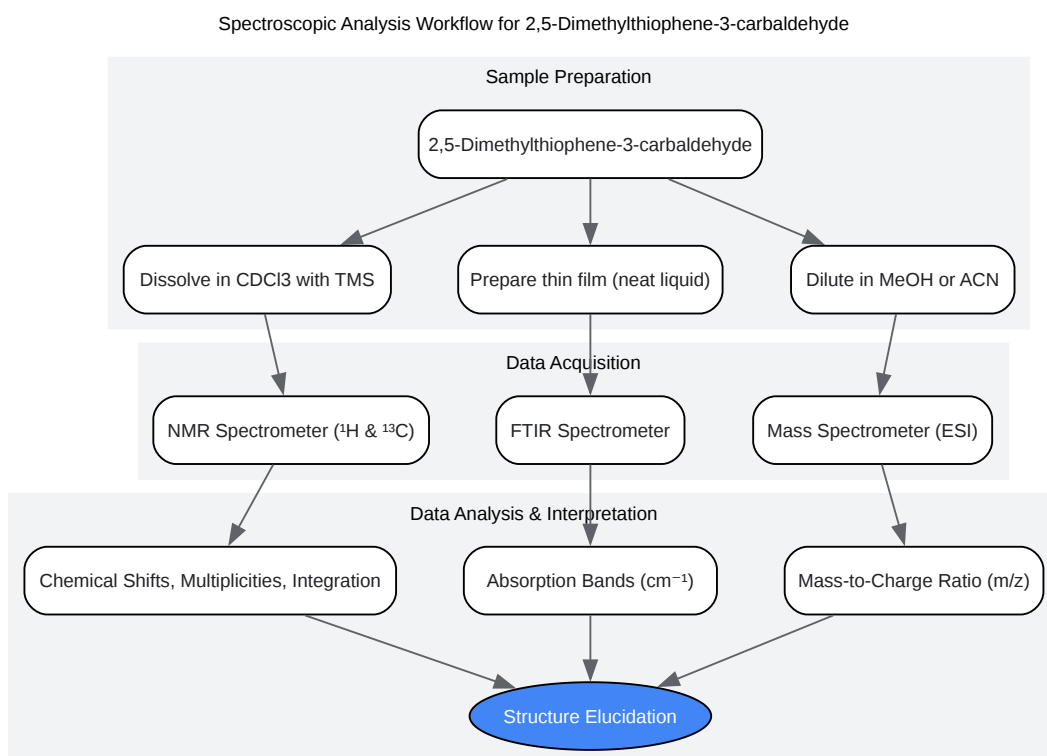 Spectroscopic Analysis Workflow for 2,5-Dimethylthiophene-3-carbaldehyde
Sample Preparation
2,5-Dimethylthiophene-3-carbaldehyde
Dissolve in CDCl3 with TMS
Prepare thin film (neat liquid)
Dilute in MeOH or ACN
Data Acquisition
NMR Spectrometer (¹H & ¹³C)
FTIR Spectrometer
Mass Spectrometer (ESI)
Data Analysis & Interpretation
Chemical Shifts, Multiplicities, Integration
Absorption Bands (cm⁻¹)
Mass-to-Charge Ratio (m/z)
Structure Elucidation